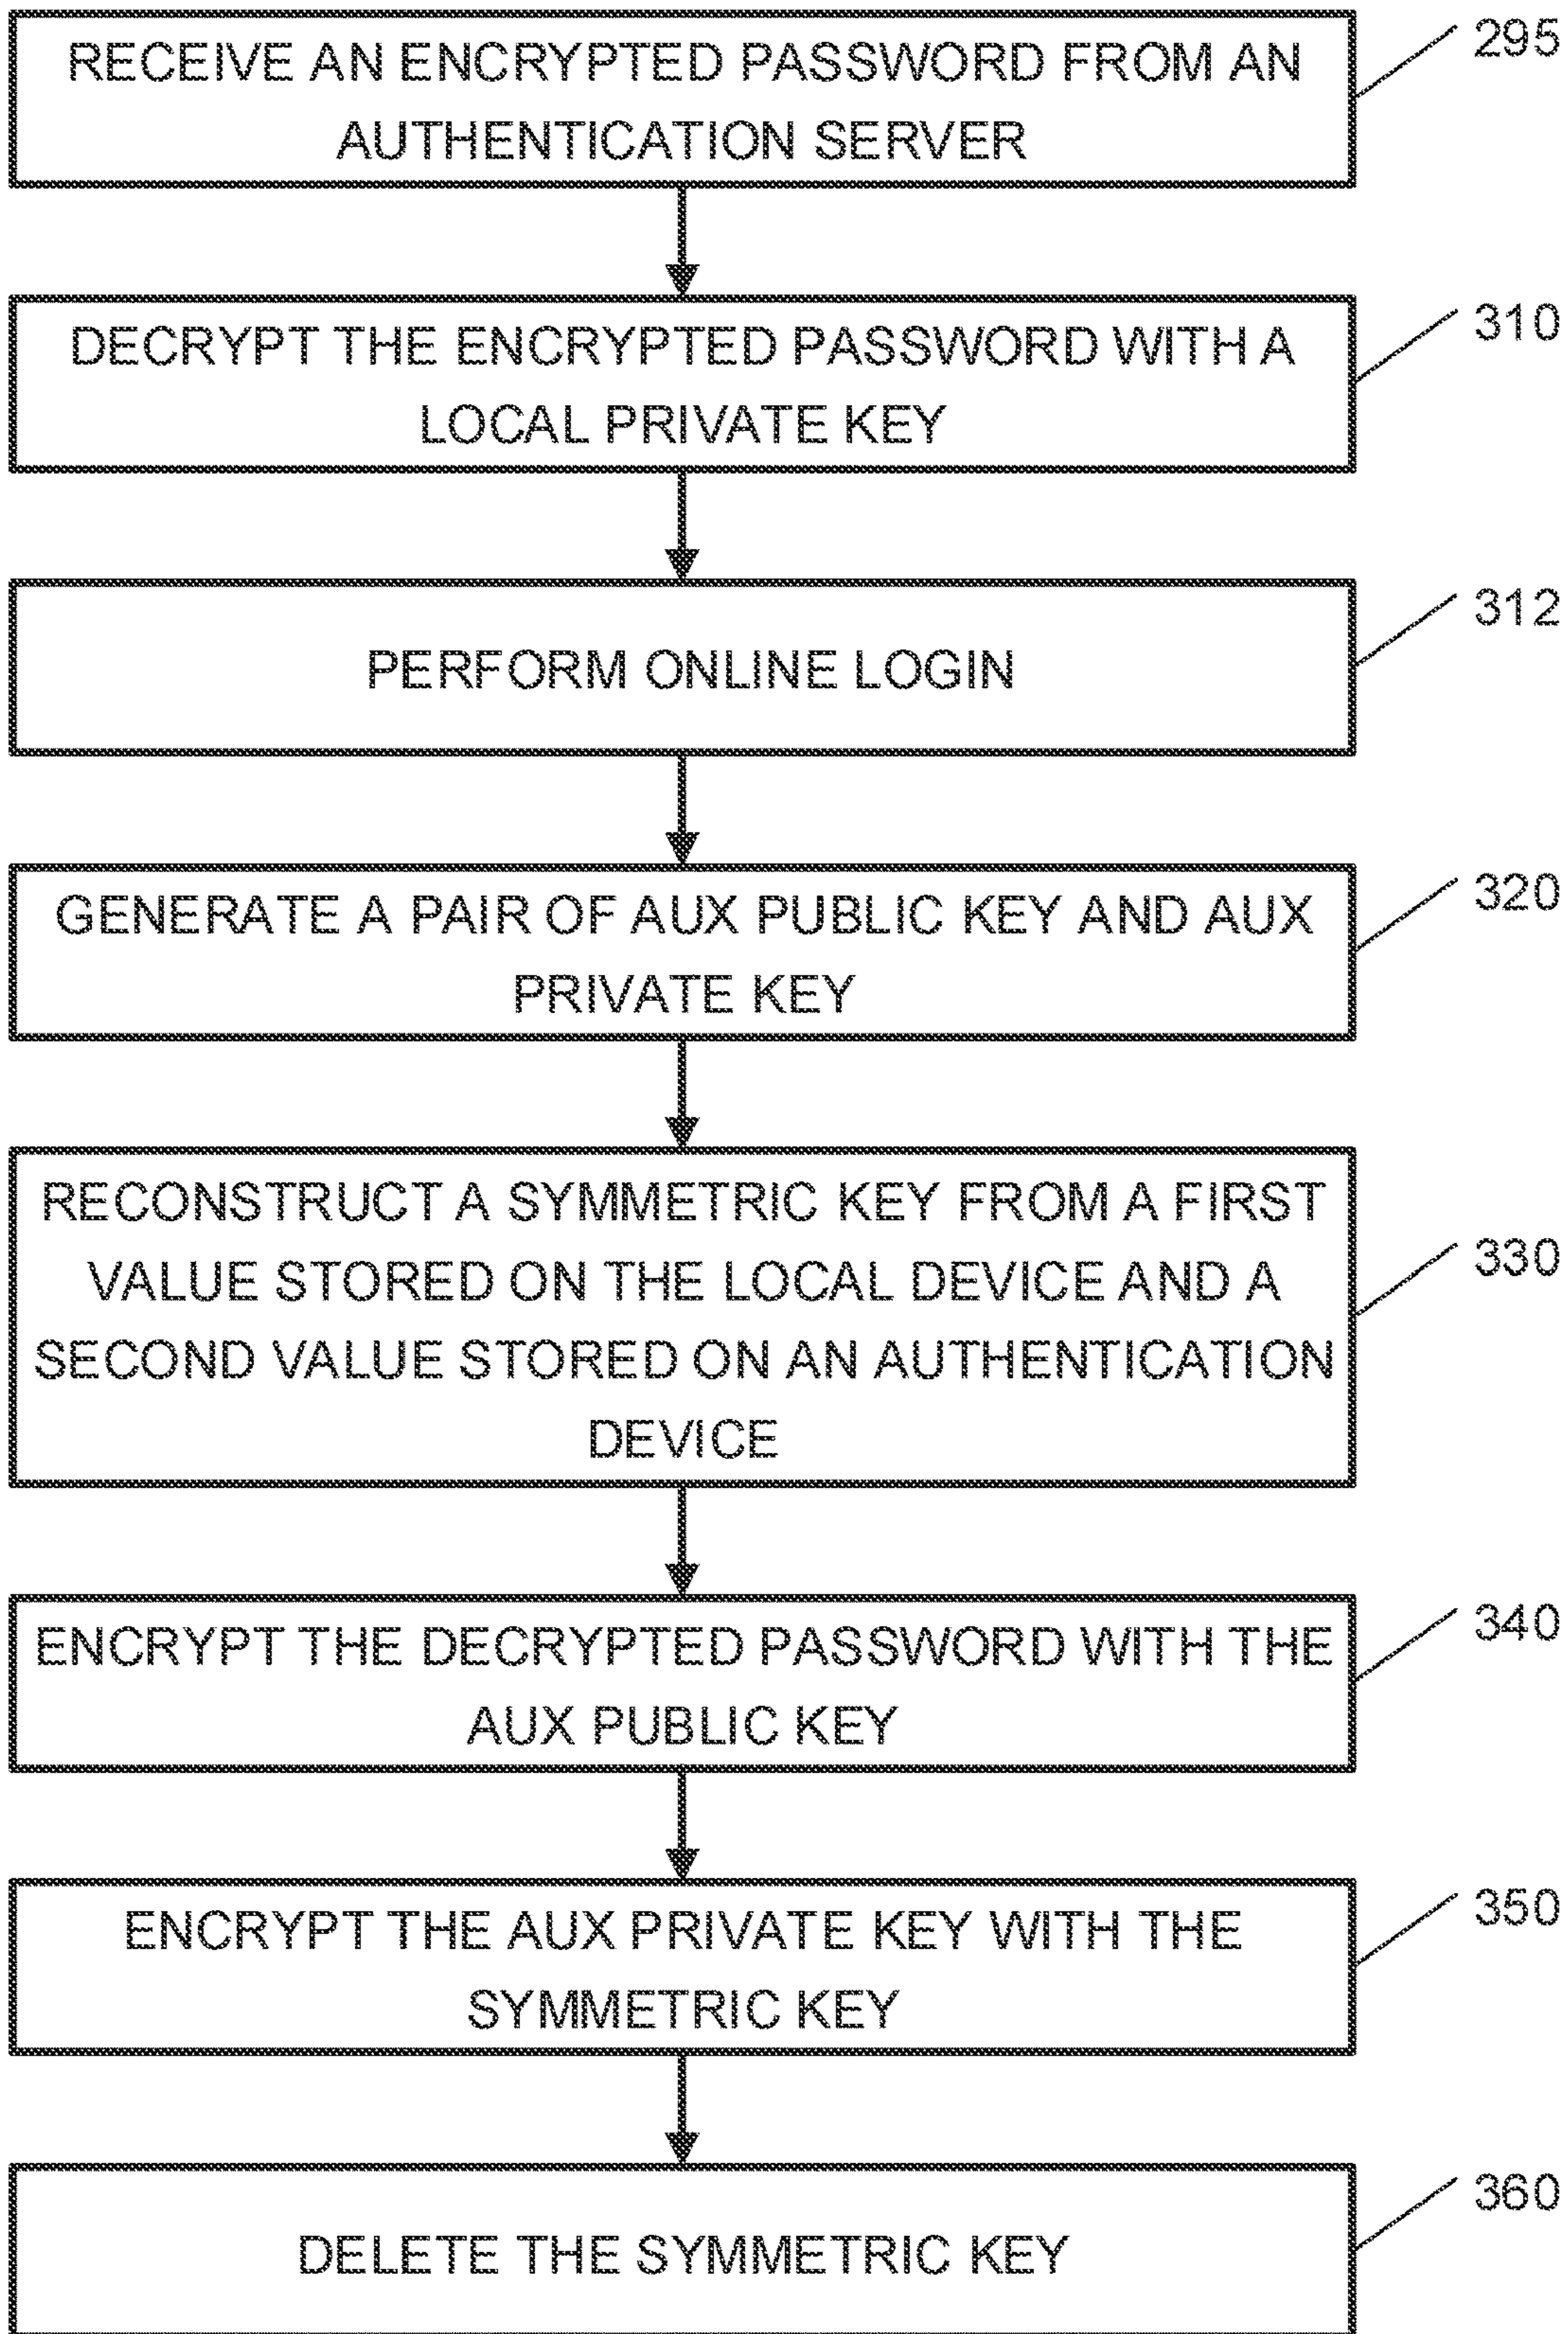 295
RECEIVE AN ENCRYPTED PASSWORD FROM AN
AUTHENTICATION SERVER
310
DECRYPT THE ENCRYPTED PASSWORD WITH A
LOCAL PRIVATE KEY
312
PERFORM ONLINE LOGIN
320
GENERATE A PAIR OF AUX PUBLIC KEY AND AUX
PRIVATE KEY
330
RECONSTRUCT A SYMMETRIC KEY FROM A FIRST
VALUE STORED ON THE LOCAL DEVICE AND A
SECOND VALUE STORED ON AN AUTHENTICATION
DEVICE
340
ENCRYPT THE DECRYPTED PASSWORD WITH THE
AUX PUBLIC KEY
350
ENCRYPT THE AUX PRIVATE KEY WITH THE
SYMMETRIC KEY
360
DELETE THE SYMMETRIC KEY